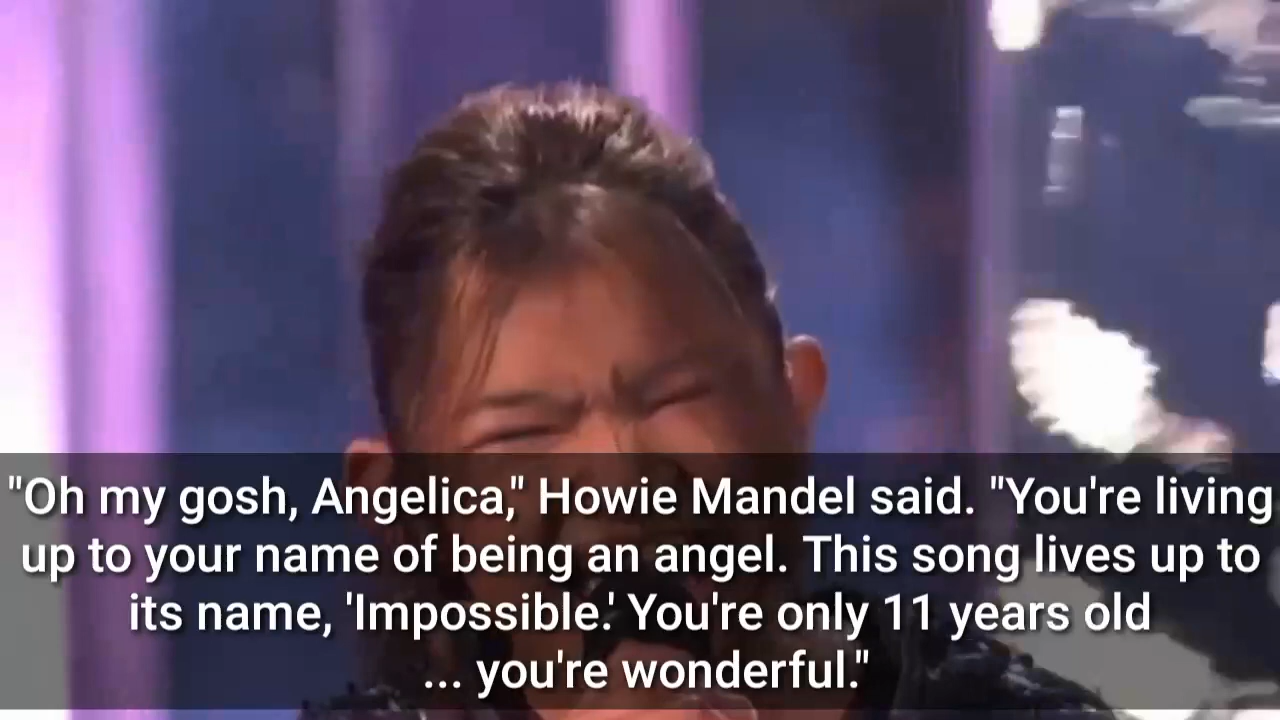 "Oh my gosh, Angelica," Howie Mandel said. "You're living
up to your name of being an angel. This song lives up to
its name, 'Impossible.' You're only 11 years old
... you're wonderful."